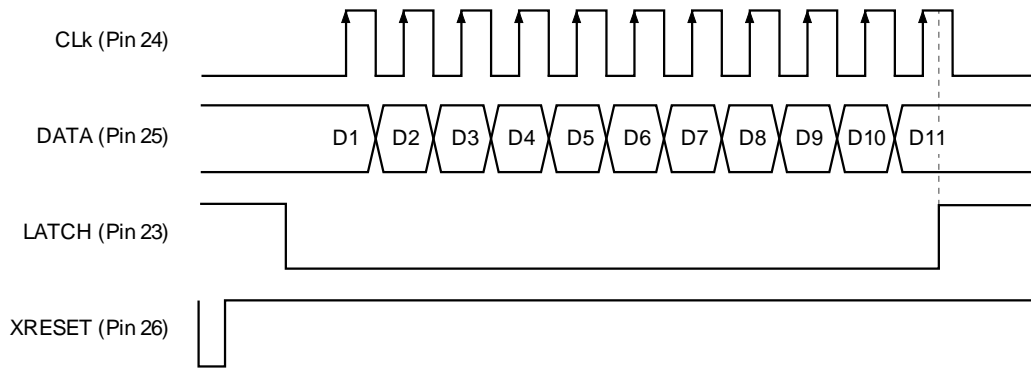 CLk (Pin 24)
DATA (Pin 25)
D1 D2 D3 D4 D5 D6 D7 D8 D9 D10 D11
LATCH (Pin 23)
XRESET (Pin 26)